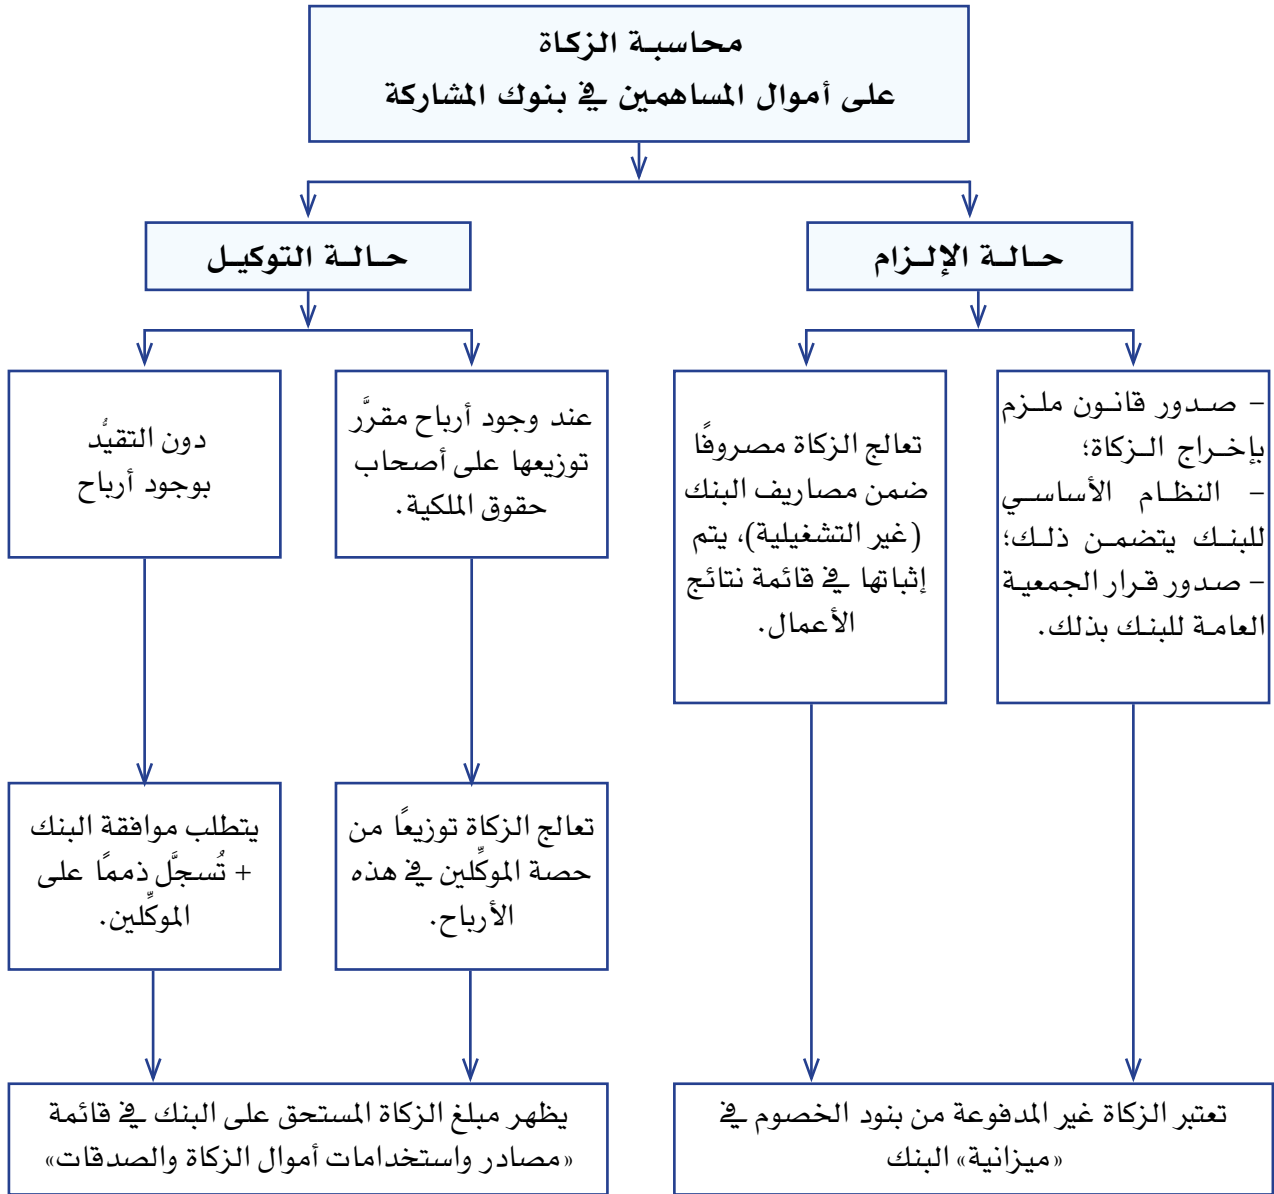 محاسبة الزكاة
على أموال المساهمين في بنوك المشاركة
حالة الإلزام
حالة التوكيل
– صدور قانون ملزم
بإخراج الزكاة؛
– النظام الأساسي
للبنك يتضمن ذلك؛
– صدور قرار الجمعية
العامة للبنك بذلك.
تعالج الزكاة مصروفًا
ضمن مصاريف البنك
(غير التشغيلية)، يتم
إثباتها في قائمة نتائج
الأعمال.
عند وجود أرباح مقرَّر
توزيعها على أصحاب
حقوق الملكية.
دون التقيُّد
بوجود أرباح
تعالج الزكاة توزيعًا من
حصة الموكِّلين في هذه
الأرباح.
يتطلب موافقة البنك
+ تُسجَّل ذممًا على
الموكِّلين.
تعتبر الزكاة غير المدفوعة من بنود الخصوم في
«ميزانية» البنك
يظهر مبلغ الزكاة المستحق على البنك في قائمة
«مصادر واستخدامات أموال الزكاة والصدقات»